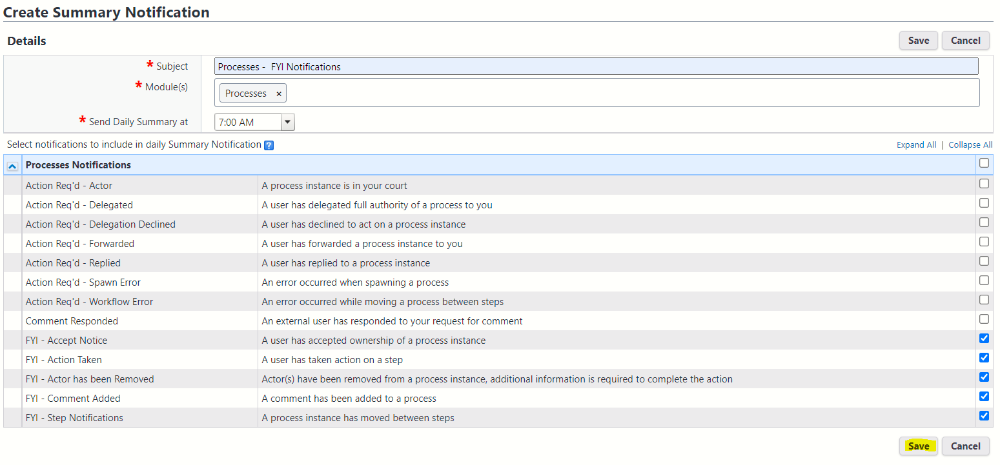 Create Summary Notification
Details
Save Cancel
* Subject Processes -  FYI Notifications
* Module(s) Processes ×
* Send Daily Summary at 7:00 AM
Select notifications to include in daily Summary Notification ? Expand All | Collapse All
Processes Notifications
Action Req'd - Actor A process instance is in your court
Action Req'd - Delegated A user has delegated full authority of a process to you
Action Req'd - Delegation Declined A user has declined to act on a process instance
Action Req'd - Forwarded A user has forwarded a process instance to you
Action Req'd - Replied A user has replied to a process instance
Action Req'd - Spawn Error An error occurred when spawning a process
Action Req'd - Workflow Error An error occurred while moving a process between steps
Comment Responded An external user has responded to your request for comment
FYI - Accept Notice A user has accepted ownership of a process instance
FYI - Action Taken A user has taken action on a step
FYI - Actor has been Removed Actor(s) have been removed from a process instance, additional information is required to complete the action
FYI - Comment Added A comment has been added to a process
FYI - Step Notifications A process instance has moved between steps
Save Cancel